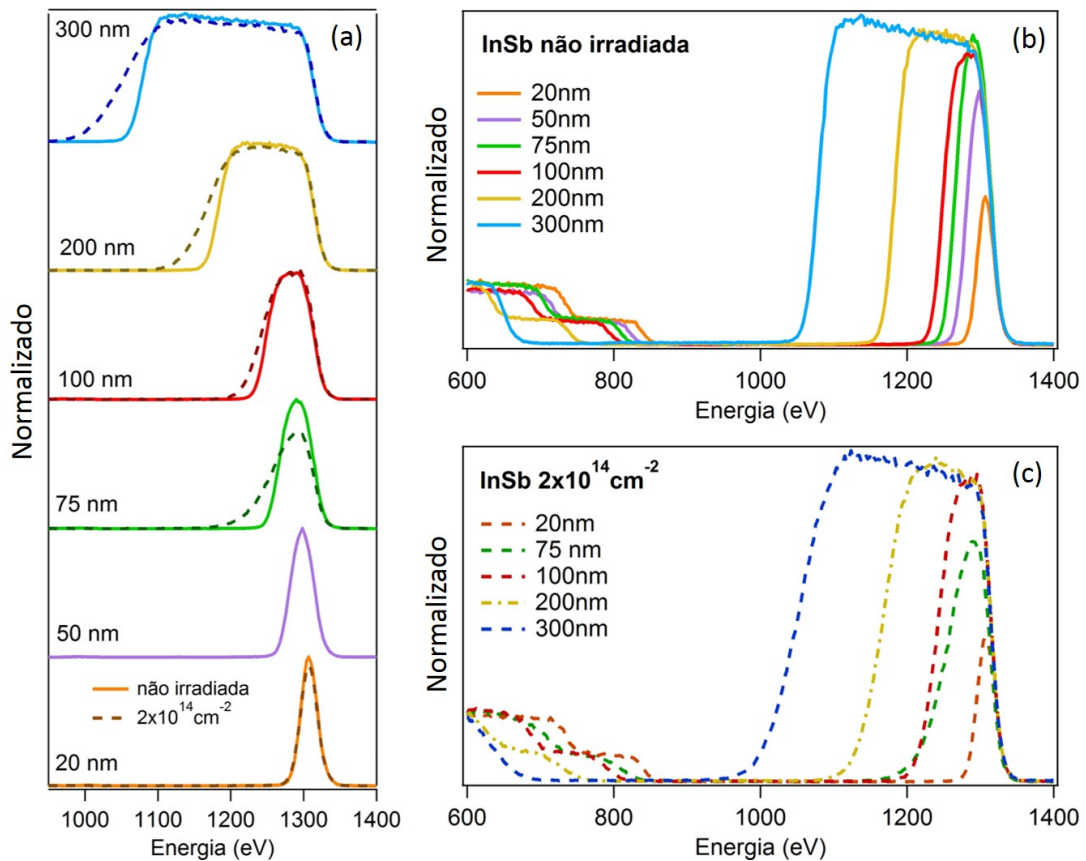 (a)
300 nm
200 nm
100 nm
75 nm
50 nm
não irradiada
2x10¹⁴cm⁻²
20 nm
Normalizado
1000 1100 1200 1300 1400
Energia (eV)
(b)
InSb não irradiada
20nm
50nm
75nm
100nm
200nm
300nm
Normalizado
600 800 1000 1200 1400
Energia (eV)
(c)
InSb 2x10¹⁴cm⁻²
20nm
75 nm
100nm
200nm
300nm
Normalizado
600 800 1000 1200 1400
Energia (eV)